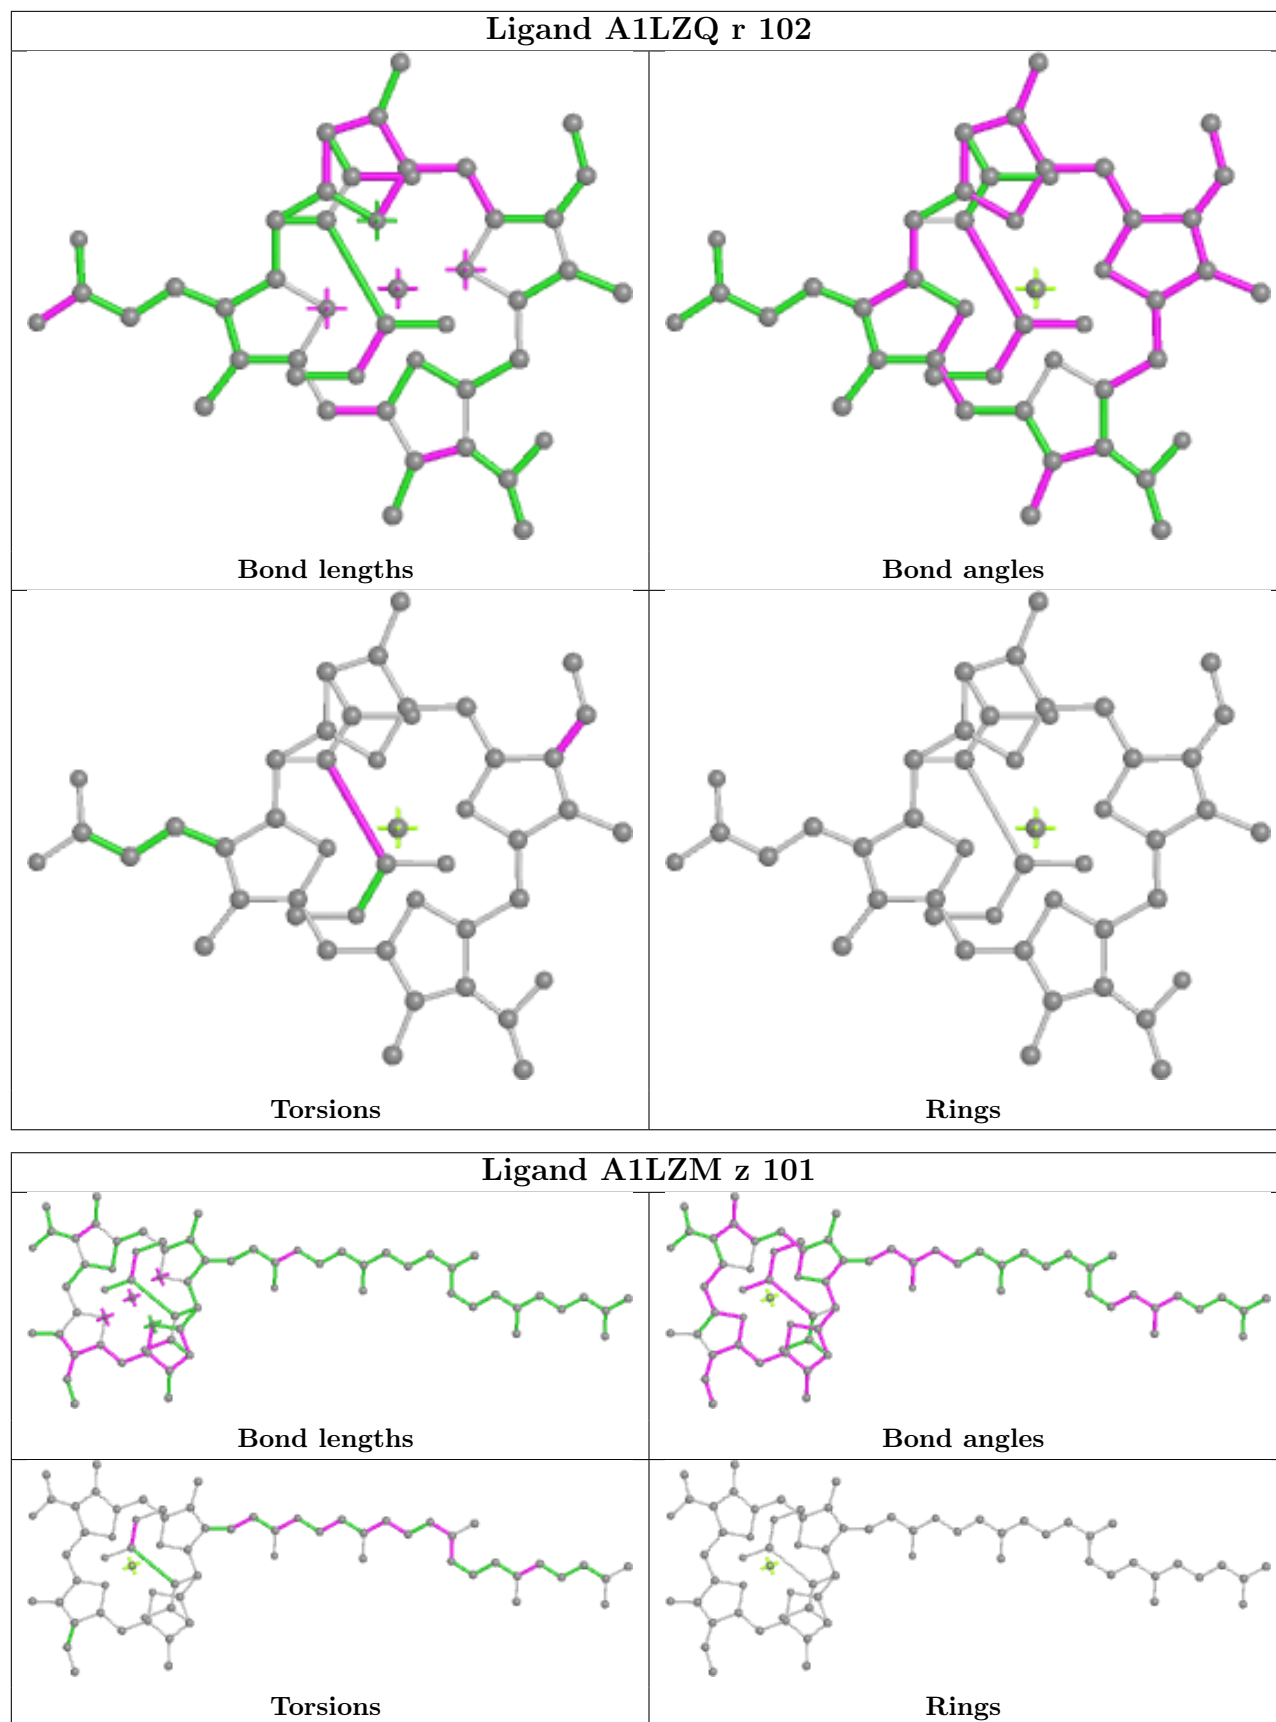 Ligand A1LZQ r 102
Bond lengths
Bond angles
Torsions
Rings
Ligand A1LZM z 101
Bond lengths
Bond angles
Torsions
Rings